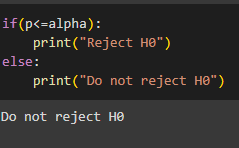 if(p<=alpha):
    print("Reject H0")
else:
    print("Do not reject H0")
Do not reject H0